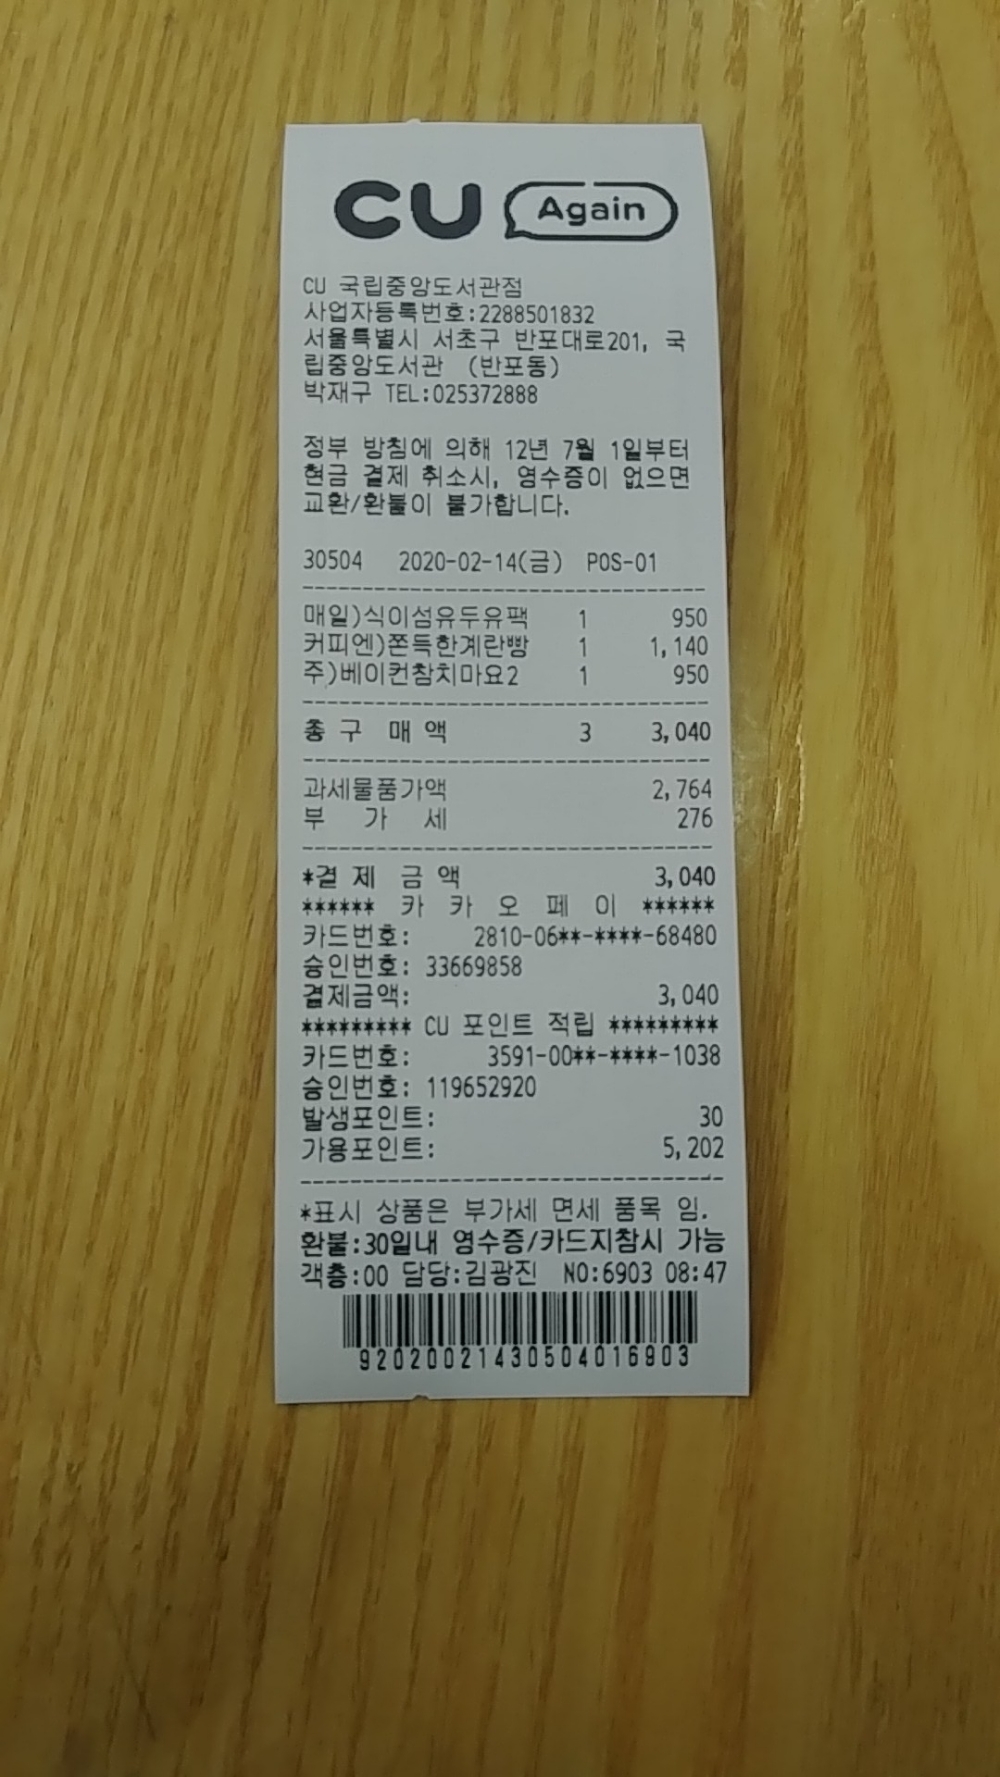 CU Again
CU 국립중앙도서관점
사업자등록번호:2288501832
서울특별시 서초구 반포대로201, 국
립중앙도서관 (반포동)
박재구 TEL:025372888
정부 방침에 의해 12년 7월 1일부터
현금 결제 취소시, 영수증이 없으면
교환/환불이 불가합니다.
30504 2020-02-14(금) POS-01
매일)식이섬유두유팩 1 950
커피엔)쫀득한계란빵 1 1,140
주)베이컨참치마요2 1 950
총 구 매 액 3 3,040
과세물품가액 2,764
부 가 세 276
*결 제 금 액 3,040
****** 카 카 오 페 이 ******
카드번호: 2810-06**-****-68480
승인번호: 33669858
결제금액: 3,040
********* CU 포인트 적립 *********
카드번호: 3591-00**-****-1038
승인번호: 119652920
발생포인트: 30
가용포인트: 5,202
*표시 상품은 부가세 면세 품목 임.
환불:30일내 영수증/카드지참시 가능
객층:00 담당:김광진 NO:6903 08:47
92020021430504016903